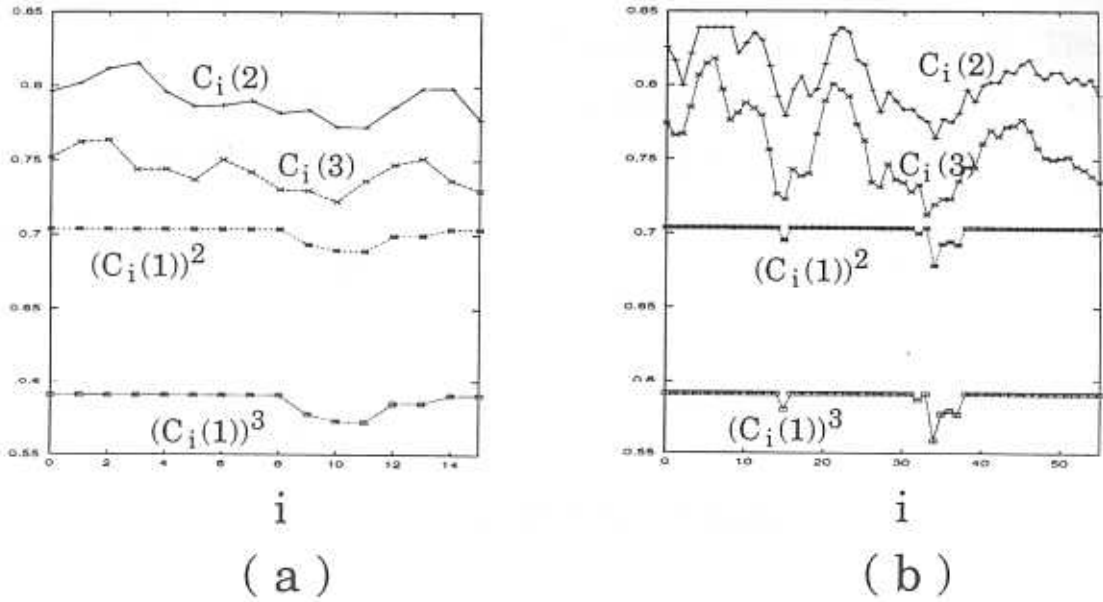 0.85
0.8
0.75
0.7
0.65
0.6
0.55
0 2 4 6 8 10 12 14
C_i(2)
C_i(3)
(C_i(1))^2
(C_i(1))^3
i
(a)
0.85
0.8
0.75
0.7
0.65
0.6
0.55
0 10 20 30 40 50
C_i(2)
C_i(3)
(C_i(1))^2
(C_i(1))^3
i
(b)